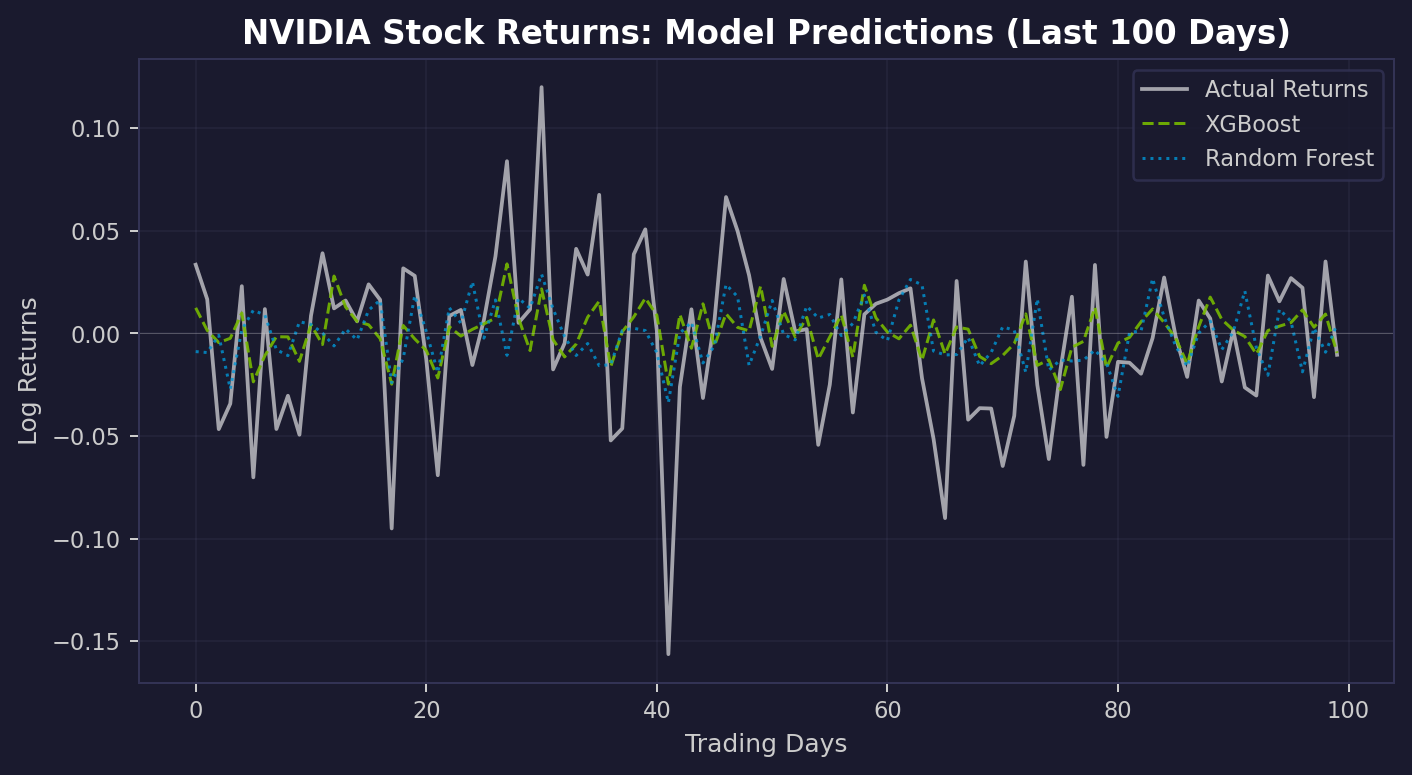 NVIDIA Stock Returns: Model Predictions (Last 100 Days)
Actual Returns
XGBoost
Random Forest
Log Returns
0.10
0.05
0.00
−0.05
−0.10
−0.15
0
20
40
60
80
100
Trading Days